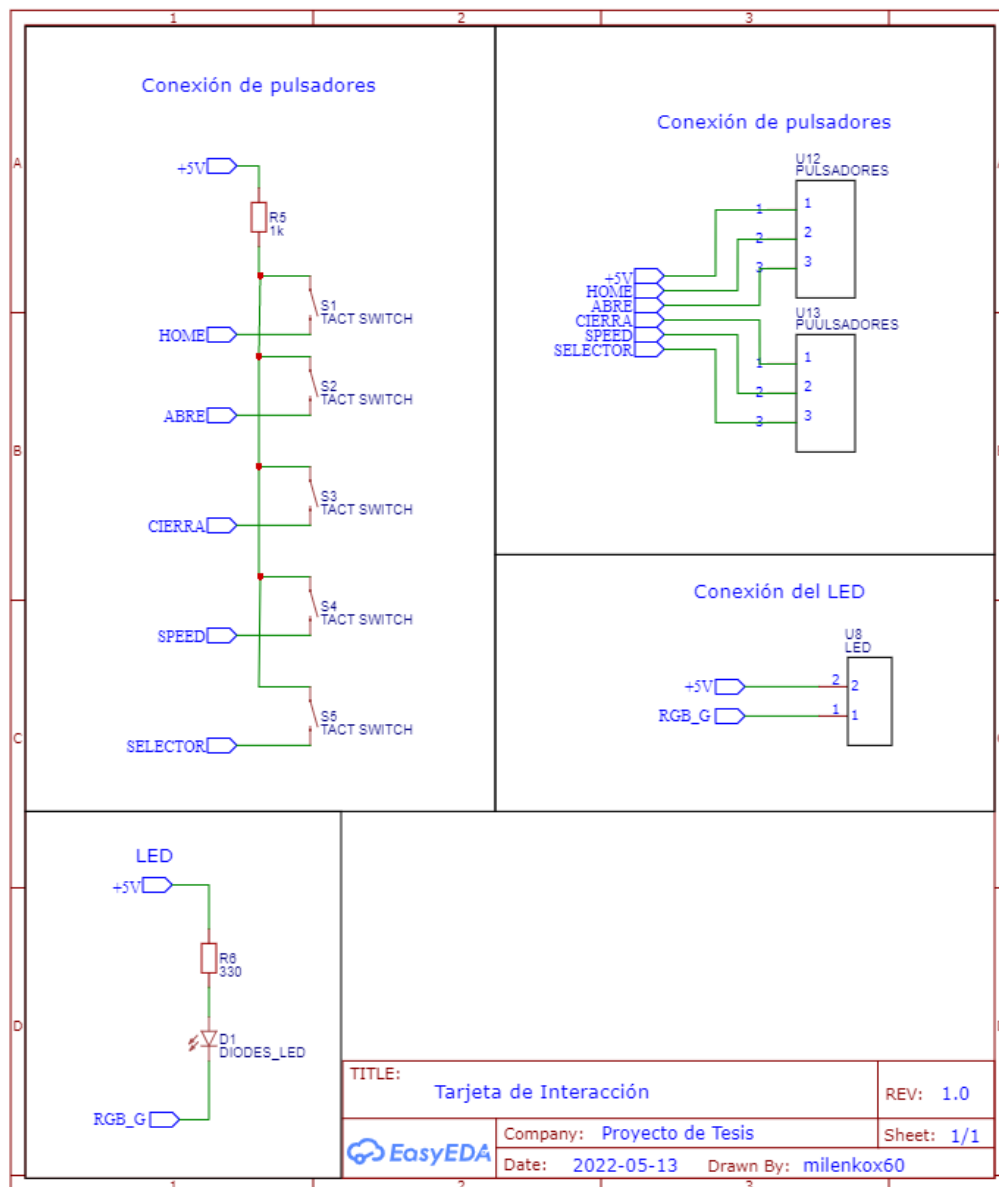 1 2 3
A
B
C
D
Conexión de pulsadores
+5V
R5
1k
S1
TACT SWITCH
HOME
S2
TACT SWITCH
ABRE
S3
TACT SWITCH
CIERRA
S4
TACT SWITCH
SPEED
S5
TACT SWITCH
SELECTOR
Conexión de pulsadores
U12
PULSADORES
1 1
2 2
3 3
+5V
HOME
ABRE
CIERRA
SPEED
SELECTOR
U13
PUULSADORES
1 1
2 2
3 3
Conexión del LED
U8
LED
+5V 2 2
RGB_G 1 1
LED
+5V
R6
330
D1
DIODES_LED
RGB_G
TITLE:
Tarjeta de Interacción
REV: 1.0
EasyEDA
Company: Proyecto de Tesis
Sheet: 1/1
Date: 2022-05-13 Drawn By: milenkox60
1 2 3